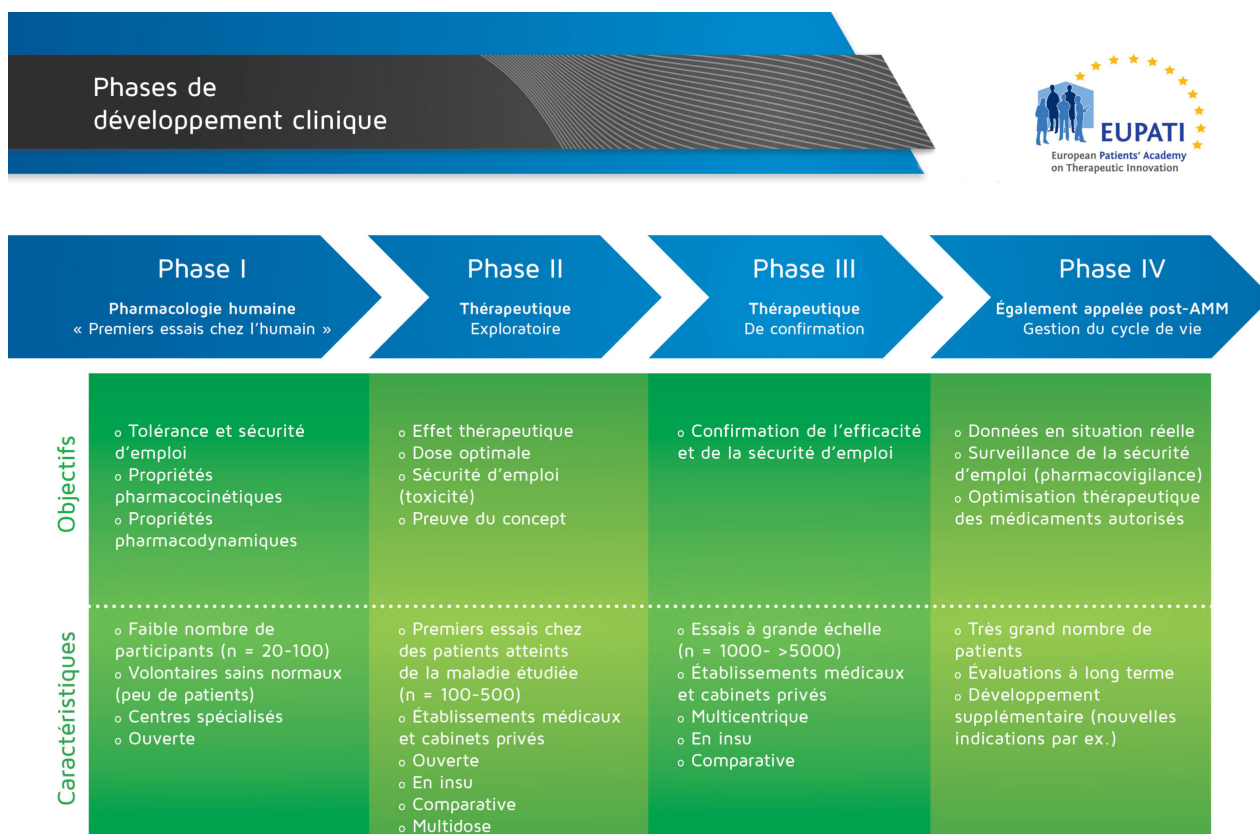 Phases de
développement clinique
EUPATI
European Patients' Academy
on Therapeutic Innovation
Phase I
Pharmacologie humaine
« Premiers essais chez l'humain »
Phase II
Thérapeutique
Exploratoire
Phase III
Thérapeutique
De confirmation
Phase IV
Également appelée post-AMM
Gestion du cycle de vie
Objectifs
o Tolérance et sécurité
d'emploi
o Propriétés
pharmacocinétiques
o Propriétés
pharmacodynamiques
o Effet thérapeutique
o Dose optimale
o Sécurité d'emploi
(toxicité)
o Preuve du concept
o Confirmation de l'efficacité
et de la sécurité d'emploi
o Données en situation réelle
o Surveillance de la sécurité
d'emploi (pharmacovigilance)
o Optimisation thérapeutique
des médicaments autorisés
Caractéristiques
o Faible nombre de
participants (n = 20-100)
o Volontaires sains normaux
(peu de patients)
o Centres spécialisés
o Ouverte
o Premiers essais chez
des patients atteints
de la maladie étudiée
(n = 100-500)
o Établissements médicaux
et cabinets privés
o Ouverte
o En insu
o Comparative
o Multidose
o Essais à grande échelle
(n = 1000- >5000)
o Établissements médicaux
et cabinets privés
o Multicentrique
o En insu
o Comparative
o Très grand nombre de
patients
o Évaluations à long terme
o Développement
supplémentaire (nouvelles
indications par ex.)